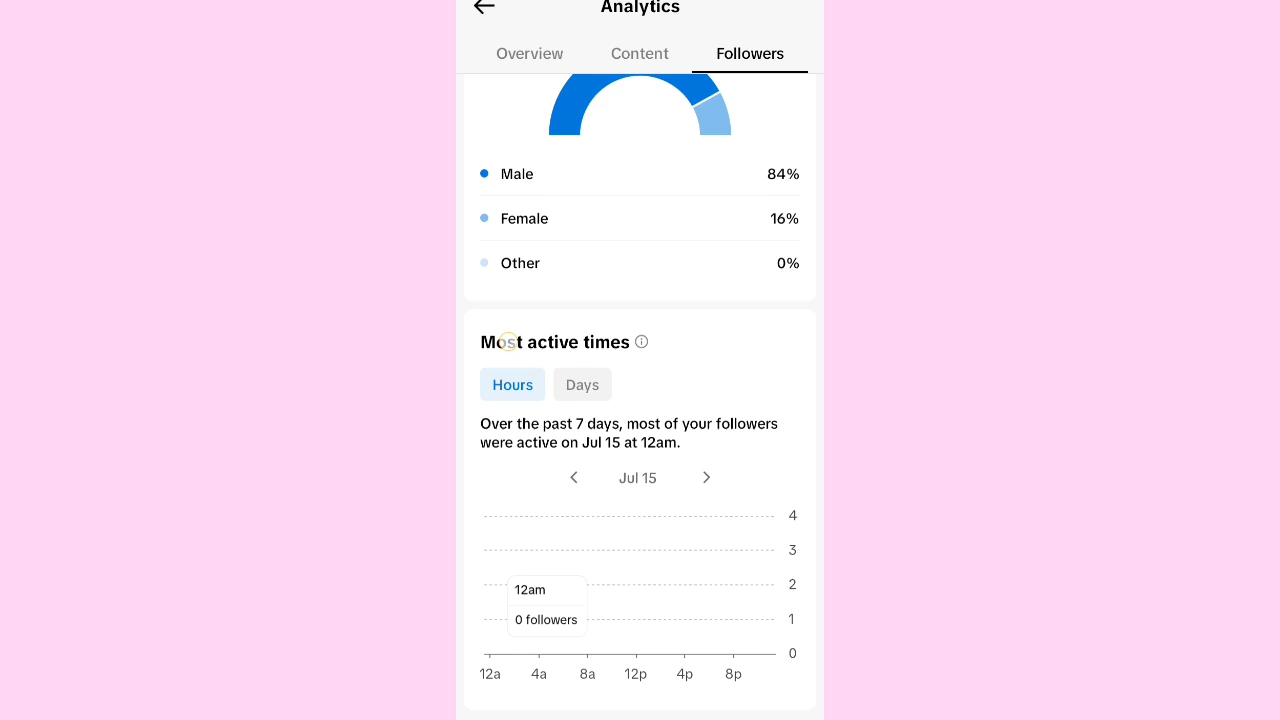 Analytics
Overview Content Followers
Male 84%
Female 16%
Other 0%
Most active times
Hours Days
Over the past 7 days, most of your followers
were active on Jul 15 at 12am.
Jul 15
4
3
2
12am
0 followers
1
0
12a 4a 8a 12p 4p 8p